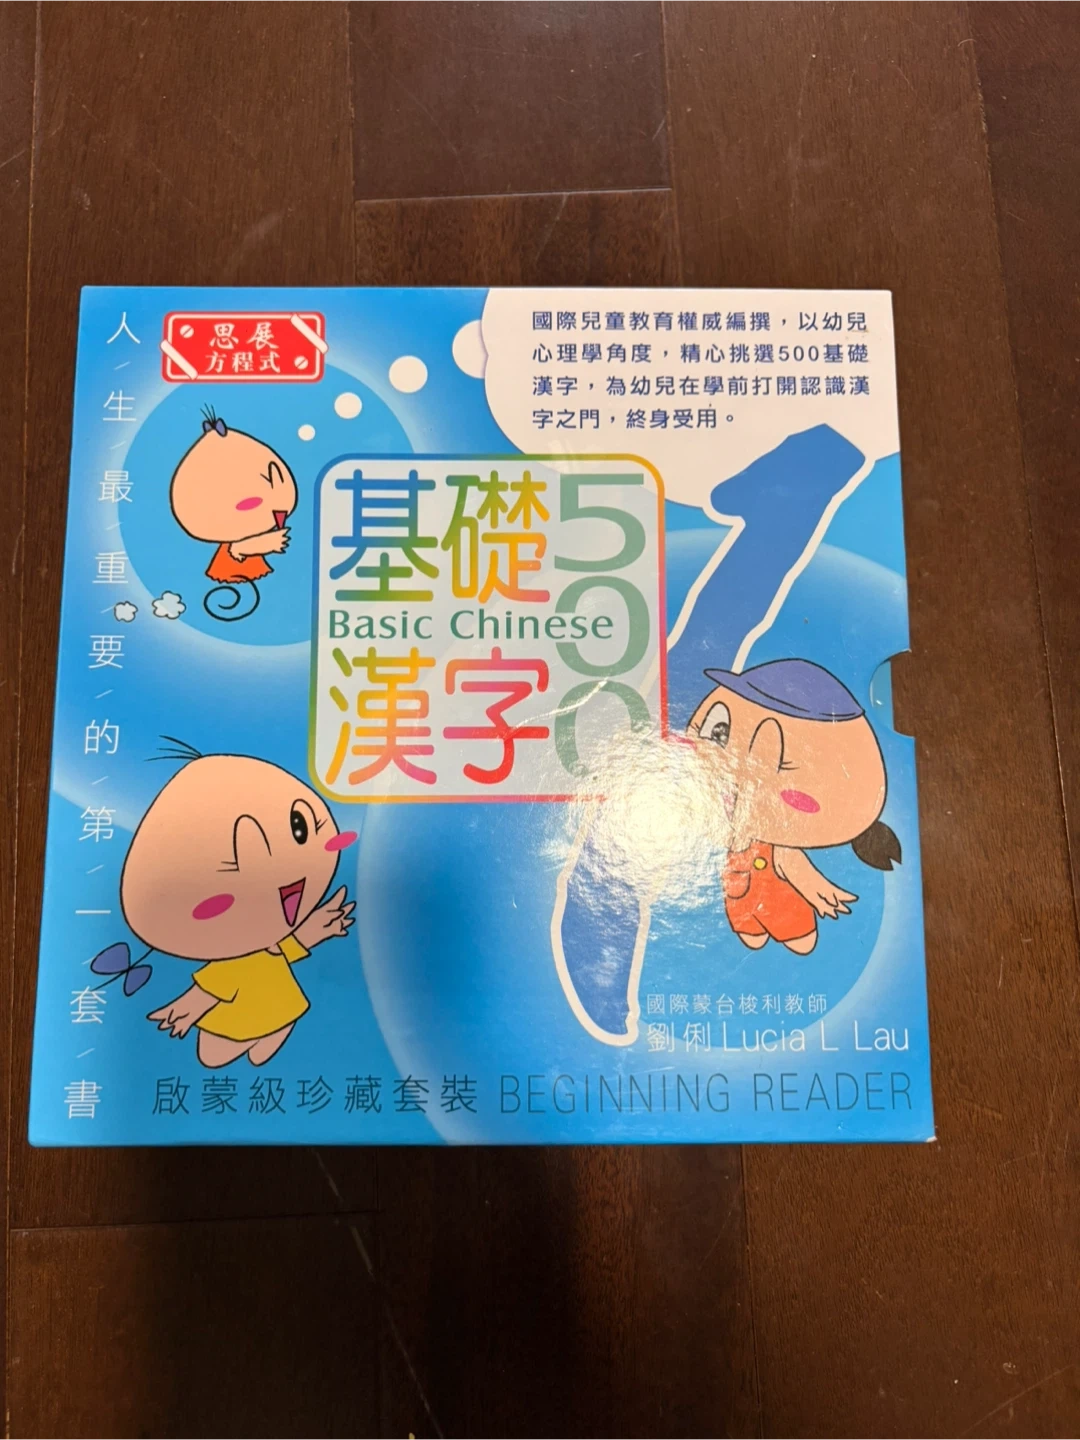 思展
方程式
國際兒童教育權威編撰，以幼兒
心理學角度，精心挑選500基礎
漢字，為幼兒在學前打開認識漢
字之門，終身受用。
人/生/最/重/要/的/第/一/套/書
基礎500
Basic Chinese
漢字
1
國際蒙台梭利教師
劉俐 Lucia L Lau
啟蒙級珍藏套裝 BEGINNING READER